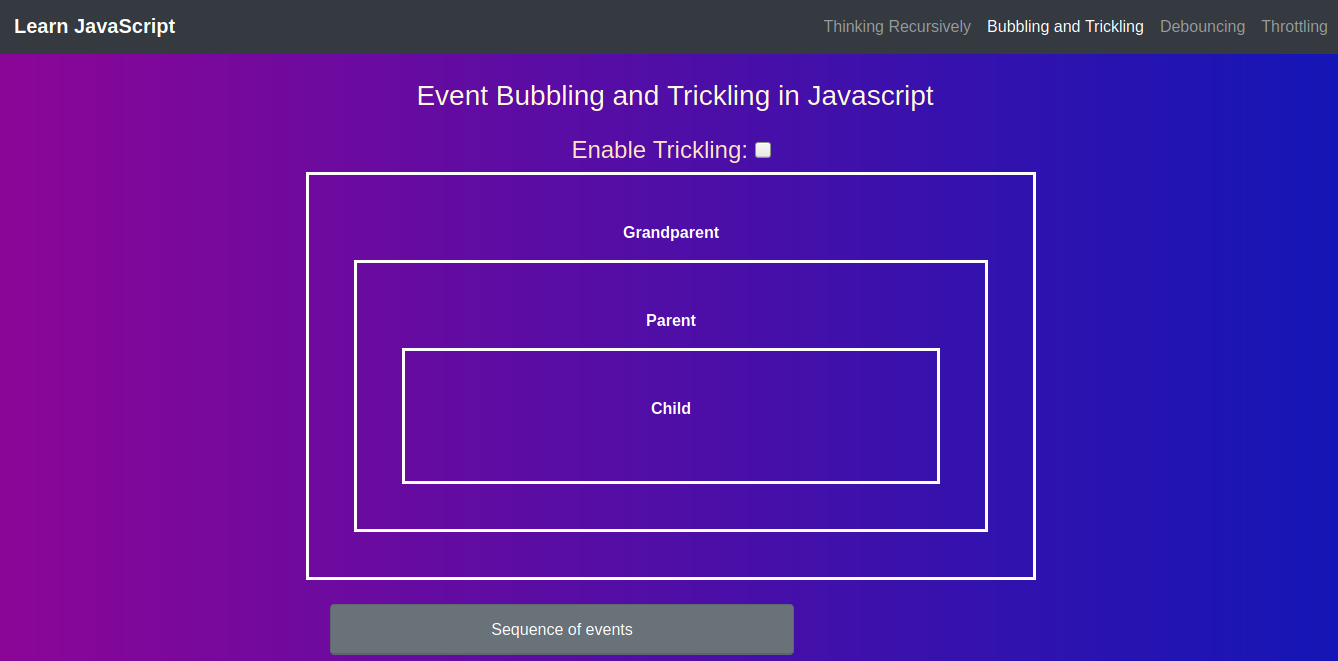 Learn JavaScript
Thinking Recursively Bubbling and Trickling Debouncing Throttling
Event Bubbling and Trickling in Javascript
Enable Trickling:
Grandparent
Parent
Child
Sequence of events